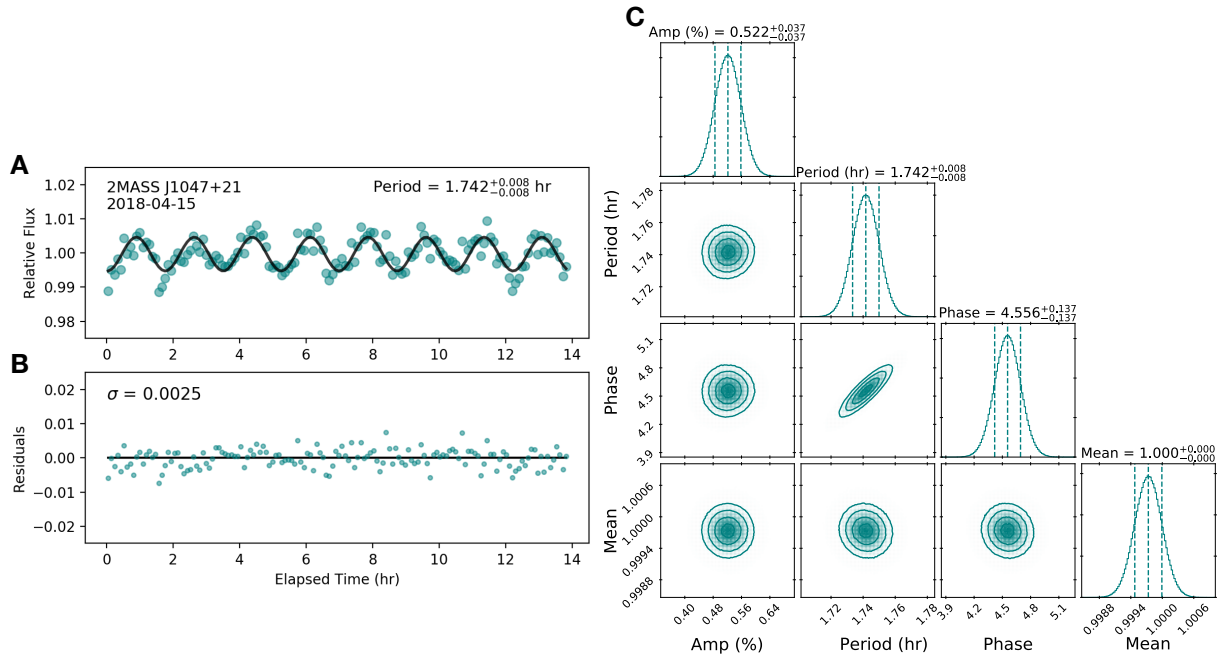 A
2MASS J1047+21
2018-04-15
Period = 1.742^{+0.008}_{-0.008} hr
Relative Flux
1.02
1.01
1.00
0.99
0.98
0 2 4 6 8 10 12 14
B
σ = 0.0025
Residuals
0.02
0.01
0.00
−0.01
−0.02
0 2 4 6 8 10 12 14
Elapsed Time (hr)
C
Amp (%) = 0.522^{+0.037}_{-0.037}
Period (hr) = 1.742^{+0.008}_{-0.008}
Period (hr)
1.78
1.76
1.74
1.72
Phase = 4.556^{+0.137}_{-0.137}
Phase
5.1
4.8
4.5
4.2
3.9
Mean = 1.000^{+0.000}_{-0.000}
Mean
1.0006
1.0000
0.9994
0.9988
0.40 0.48 0.56 0.64
Amp (%)
1.72 1.74 1.76 1.78
Period (hr)
3.9 4.2 4.5 4.8 5.1
Phase
0.9988 0.9994 1.0000 1.0006
Mean